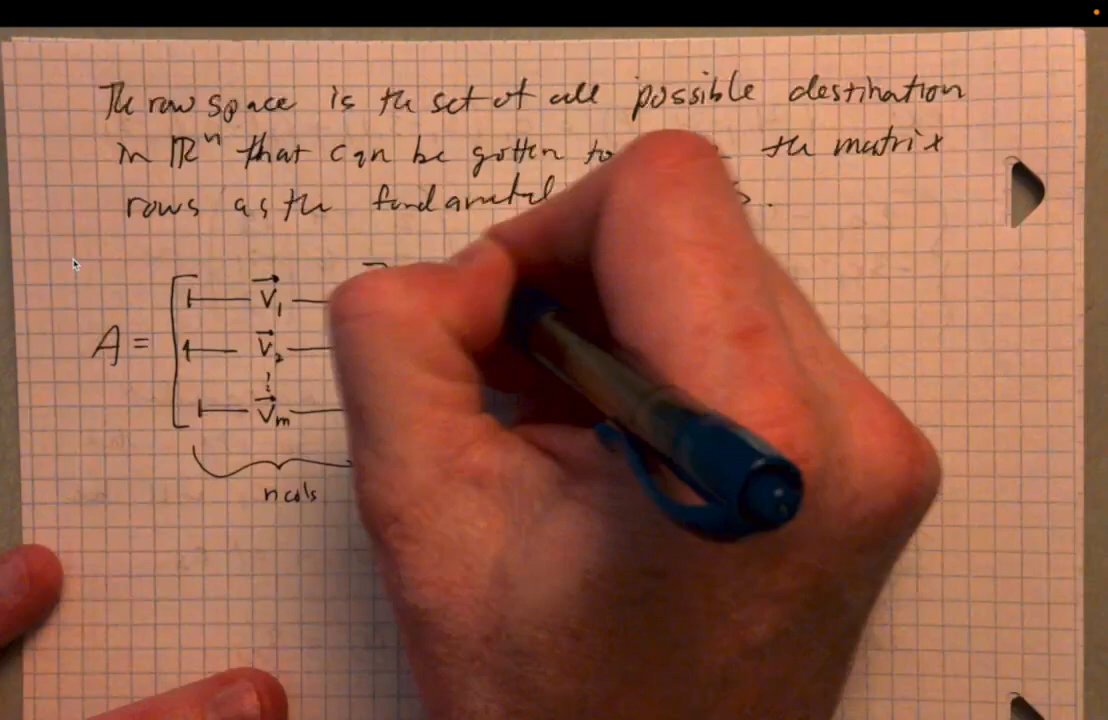 The row space is the set of all possible destination
in ℝⁿ that can be gotten to the matrix
rows as the fundametal
A =
v⃗₁
v⃗₂
⋮
v⃗ₘ
n cols